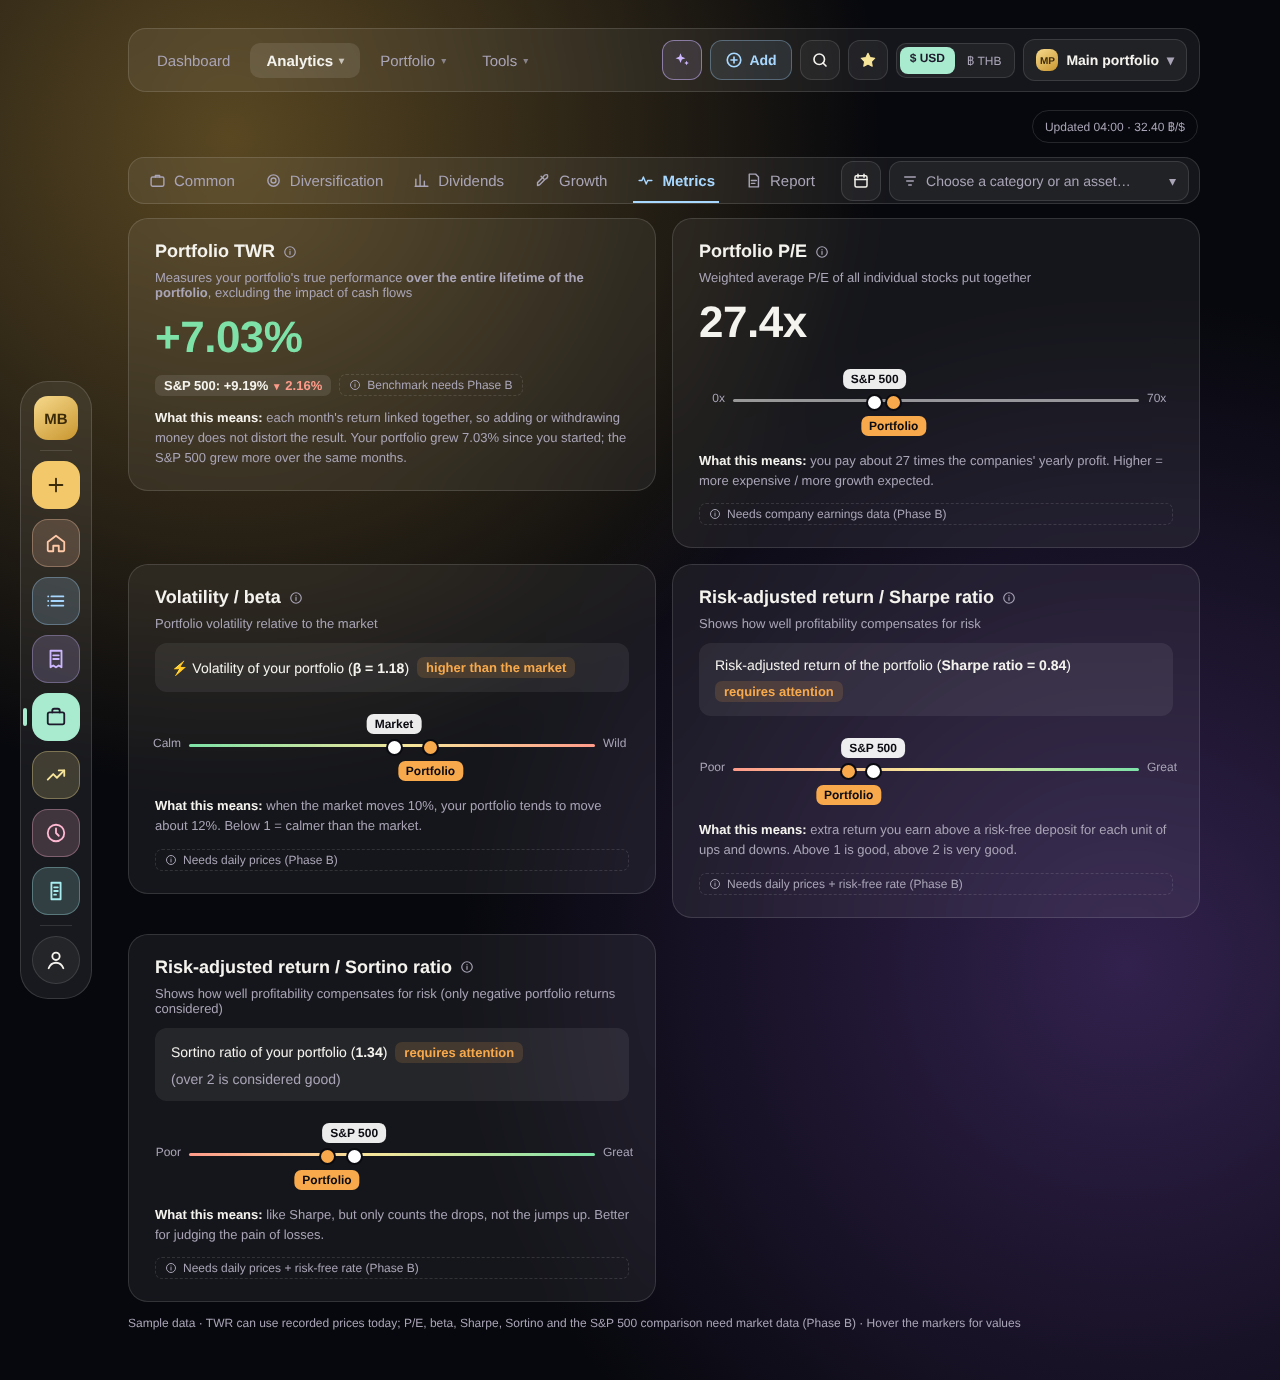 Dashboard
Analytics ▾
Portfolio ▾
Tools ▾
Add
$ USD
฿ THB
MP
Main portfolio ▾
Updated 04:00 · 32.40 ฿/$
Common
Diversification
Dividends
Growth
Metrics
Report
Choose a category or an asset… ▾
MB
Portfolio TWR
Measures your portfolio's true performance over the entire lifetime of the
portfolio, excluding the impact of cash flows
+7.03%
S&P 500: +9.19% ▾ 2.16%
Benchmark needs Phase B
What this means: each month's return linked together, so adding or withdrawing
money does not distort the result. Your portfolio grew 7.03% since you started; the
S&P 500 grew more over the same months.
Portfolio P/E
Weighted average P/E of all individual stocks put together
27.4x
S&P 500
0x
70x
Portfolio
What this means: you pay about 27 times the companies' yearly profit. Higher =
more expensive / more growth expected.
Needs company earnings data (Phase B)
Volatility / beta
Portfolio volatility relative to the market
⚡ Volatility of your portfolio (β = 1.18) higher than the market
Market
Calm
Wild
Portfolio
What this means: when the market moves 10%, your portfolio tends to move
about 12%. Below 1 = calmer than the market.
Needs daily prices (Phase B)
Risk-adjusted return / Sharpe ratio
Shows how well profitability compensates for risk
Risk-adjusted return of the portfolio (Sharpe ratio = 0.84)
requires attention
S&P 500
Poor
Great
Portfolio
What this means: extra return you earn above a risk-free deposit for each unit of
ups and downs. Above 1 is good, above 2 is very good.
Needs daily prices + risk-free rate (Phase B)
Risk-adjusted return / Sortino ratio
Shows how well profitability compensates for risk (only negative portfolio returns
considered)
Sortino ratio of your portfolio (1.34) requires attention
(over 2 is considered good)
S&P 500
Poor
Great
Portfolio
What this means: like Sharpe, but only counts the drops, not the jumps up. Better
for judging the pain of losses.
Needs daily prices + risk-free rate (Phase B)
Sample data · TWR can use recorded prices today; P/E, beta, Sharpe, Sortino and the S&P 500 comparison need market data (Phase B) · Hover the markers for values